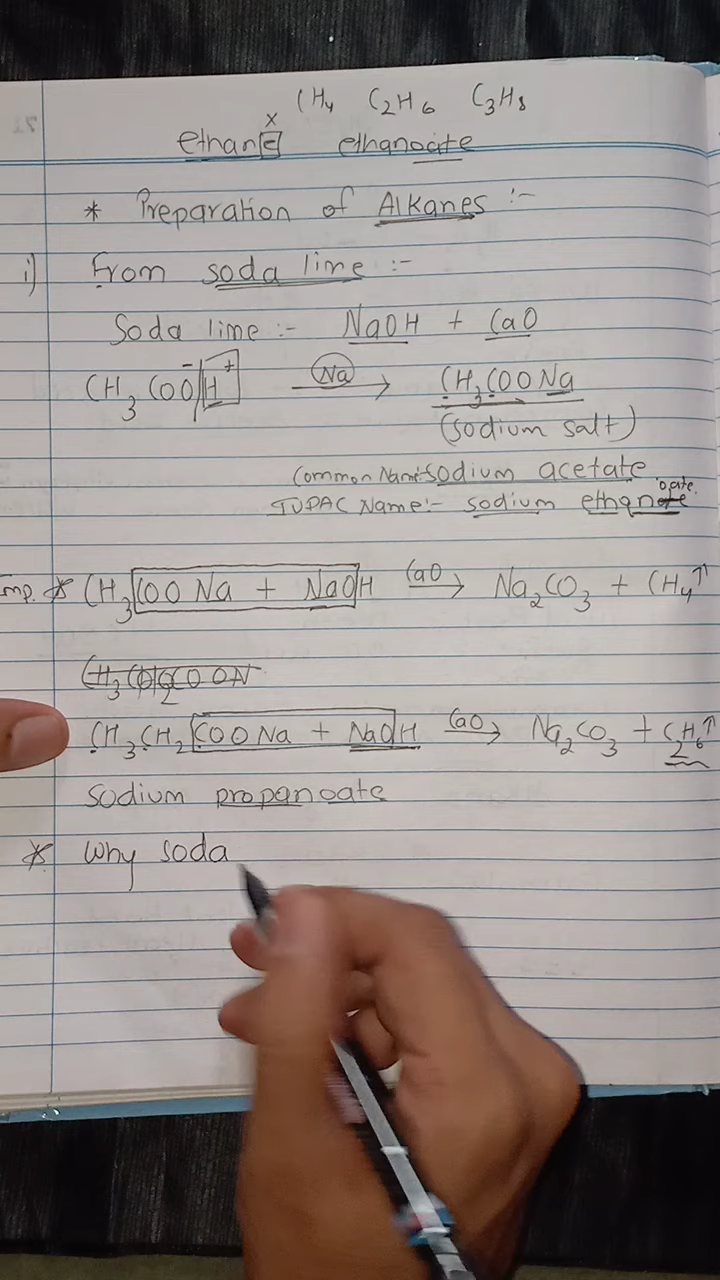 CH4 C2H6 C3H8
x
ethane ethanoate
* Preparation of Alkanes :-
i) From soda lime :-
Soda lime :- NaOH + CaO
CH3COO⁻H⁺ Na → CH3COONa
(sodium salt)
Common Name:- sodium acetate
IUPAC Name:- sodium ethanoate
Imp. * CH3COONa + NaOH CaO → Na2CO3 + CH4↑
CH3CH2COON
CH3CH2COONa + NaOH CaO → Na2CO3 + C2H6↑
sodium propanoate
* Why soda